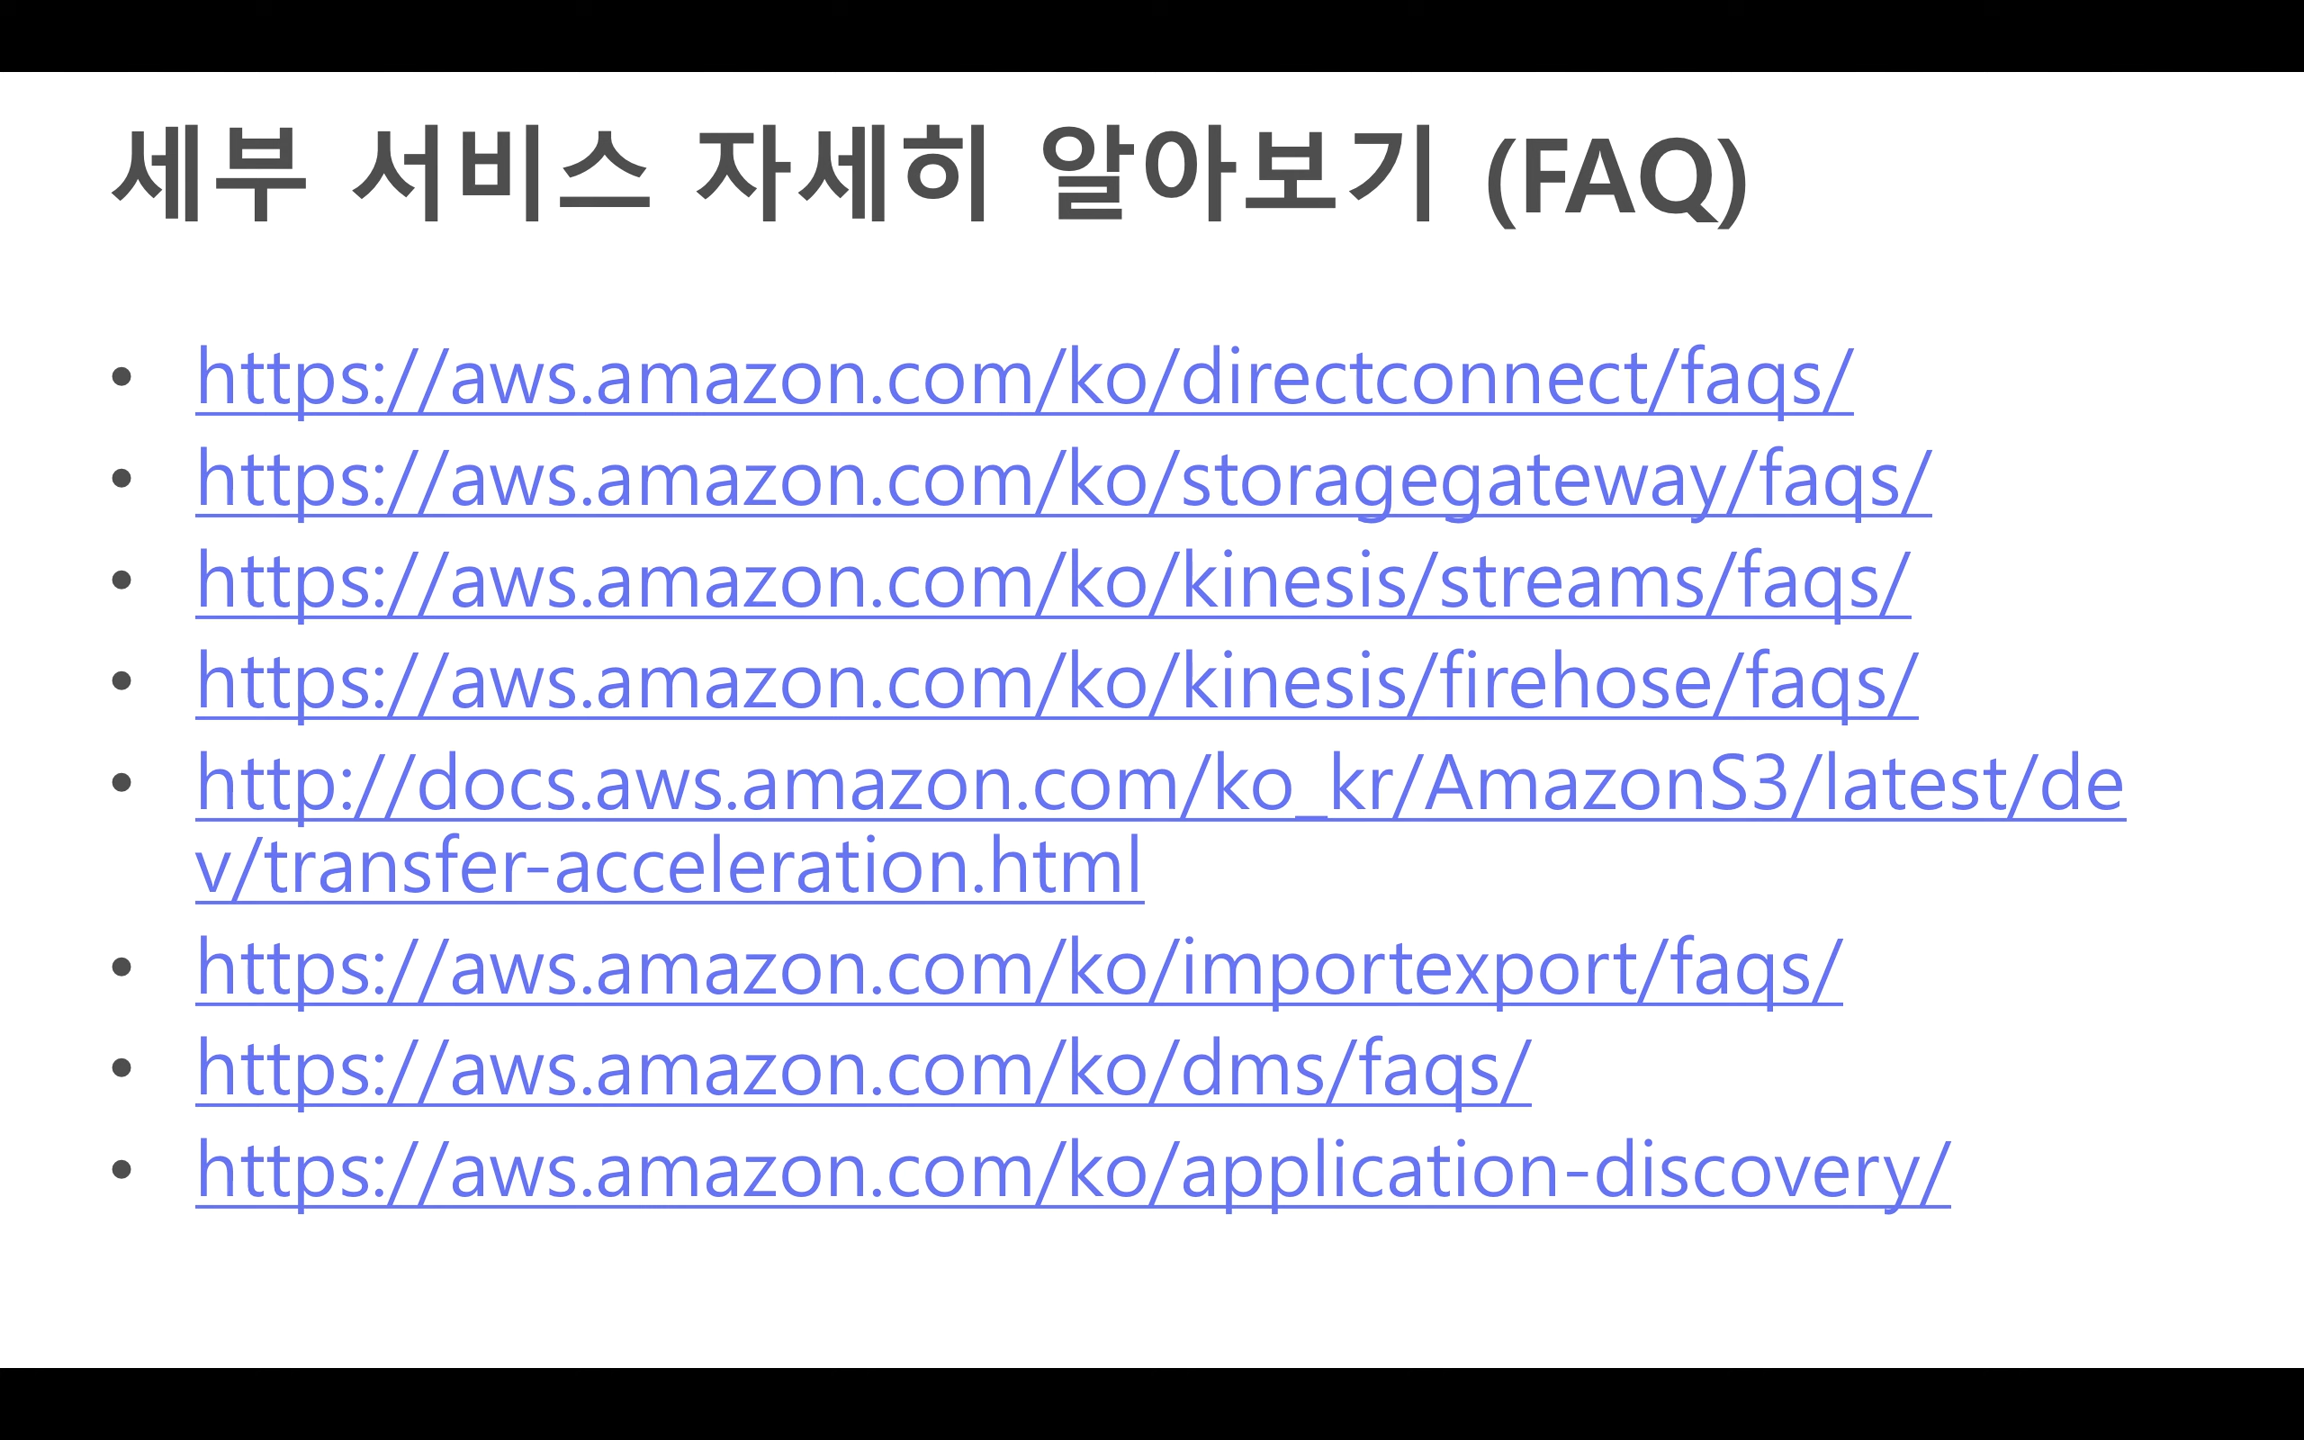 세부 서비스 자세히 알아보기 (FAQ)
• https://aws.amazon.com/ko/directconnect/faqs/
• https://aws.amazon.com/ko/storagegateway/faqs/
• https://aws.amazon.com/ko/kinesis/streams/faqs/
• https://aws.amazon.com/ko/kinesis/firehose/faqs/
• http://docs.aws.amazon.com/ko_kr/AmazonS3/latest/de
v/transfer-acceleration.html
• https://aws.amazon.com/ko/importexport/faqs/
• https://aws.amazon.com/ko/dms/faqs/
• https://aws.amazon.com/ko/application-discovery/